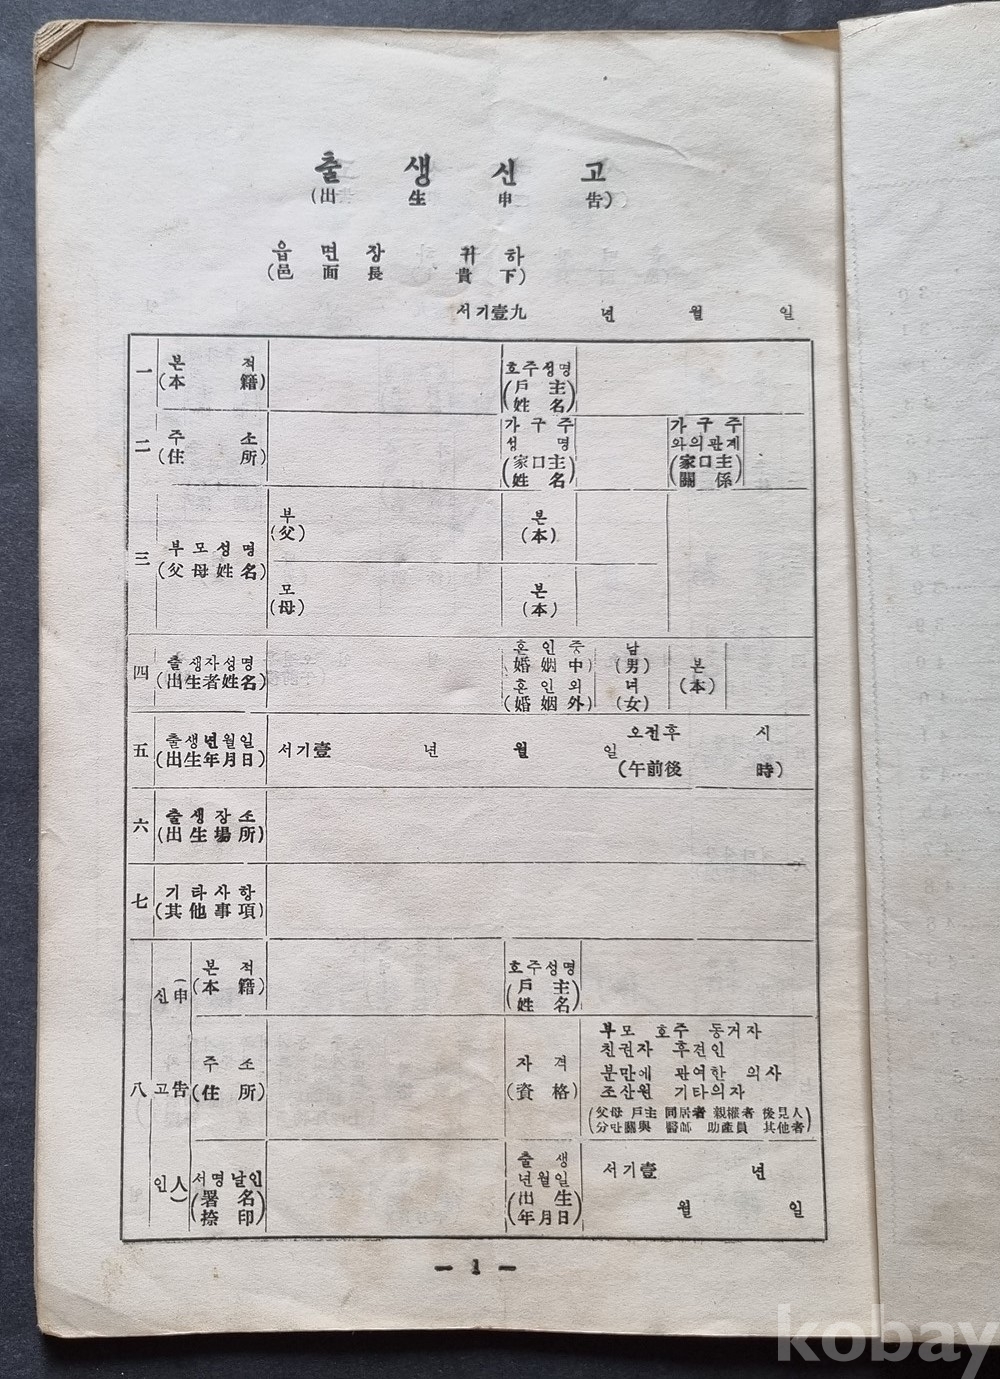 출 생 신 고
(出 生 申 告)
읍 면 장 귀 하
(邑 面 長 貴 下)
서기壹九 년 월 일
一 본 적
(本 籍)
호주성명
(戶 主
姓 名)
二 주 소
(住 所)
가 구 주
성 명
(家口主
姓 名)
가 구 주
와의관계
(家口主
關 係)
三 부 모 성 명
(父 母 姓 名)
부
(父)
본
(本)
모
(母)
본
(本)
四 출 생자성명
(出生者姓名)
혼 인 중
(婚 姻 中)
혼 인 외
(婚 姻 外)
남
(男)
녀
(女)
본
(本)
五 출생년월일
(出生年月日)
서기壹 년 월 일
오전후 시
(午前後 時)
六 출 생 장 소
(出 生 場 所)
七 기 타 사 항
(其 他 事 項)
八 신(申
고告
인人)
본 적
(本 籍)
호주성명
(戶 主
姓 名)
주 소
(住 所)
자 격
(資 格)
부모 호주 동거자
친권자 후견인
분만에 관여한 의사
조산원 기타의자
(父母 戶主 同居者 親權者 後見人
分만關與 醫師 助產員 其他者)
서명날인
(署 名
捺 印)
출 생
년월일
(出 生
年月日)
서기壹 년
월 일
— 1 —
kobay